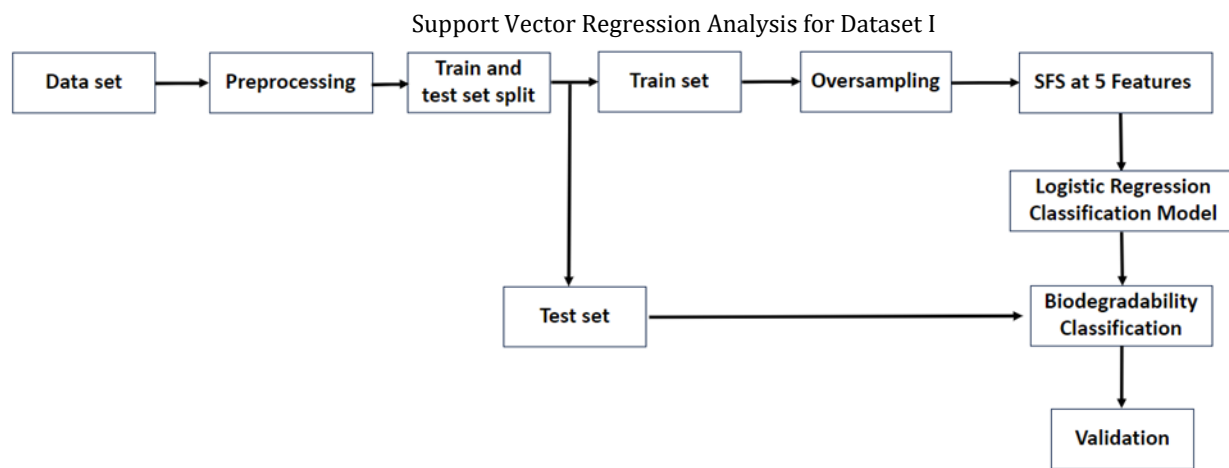 Support Vector Regression Analysis for Dataset I
Data set
Preprocessing
Train and
test set split
Train set
Oversampling
SFS at 5 Features
Logistic Regression
Classification Model
Test set
Biodegradability
Classification
Validation